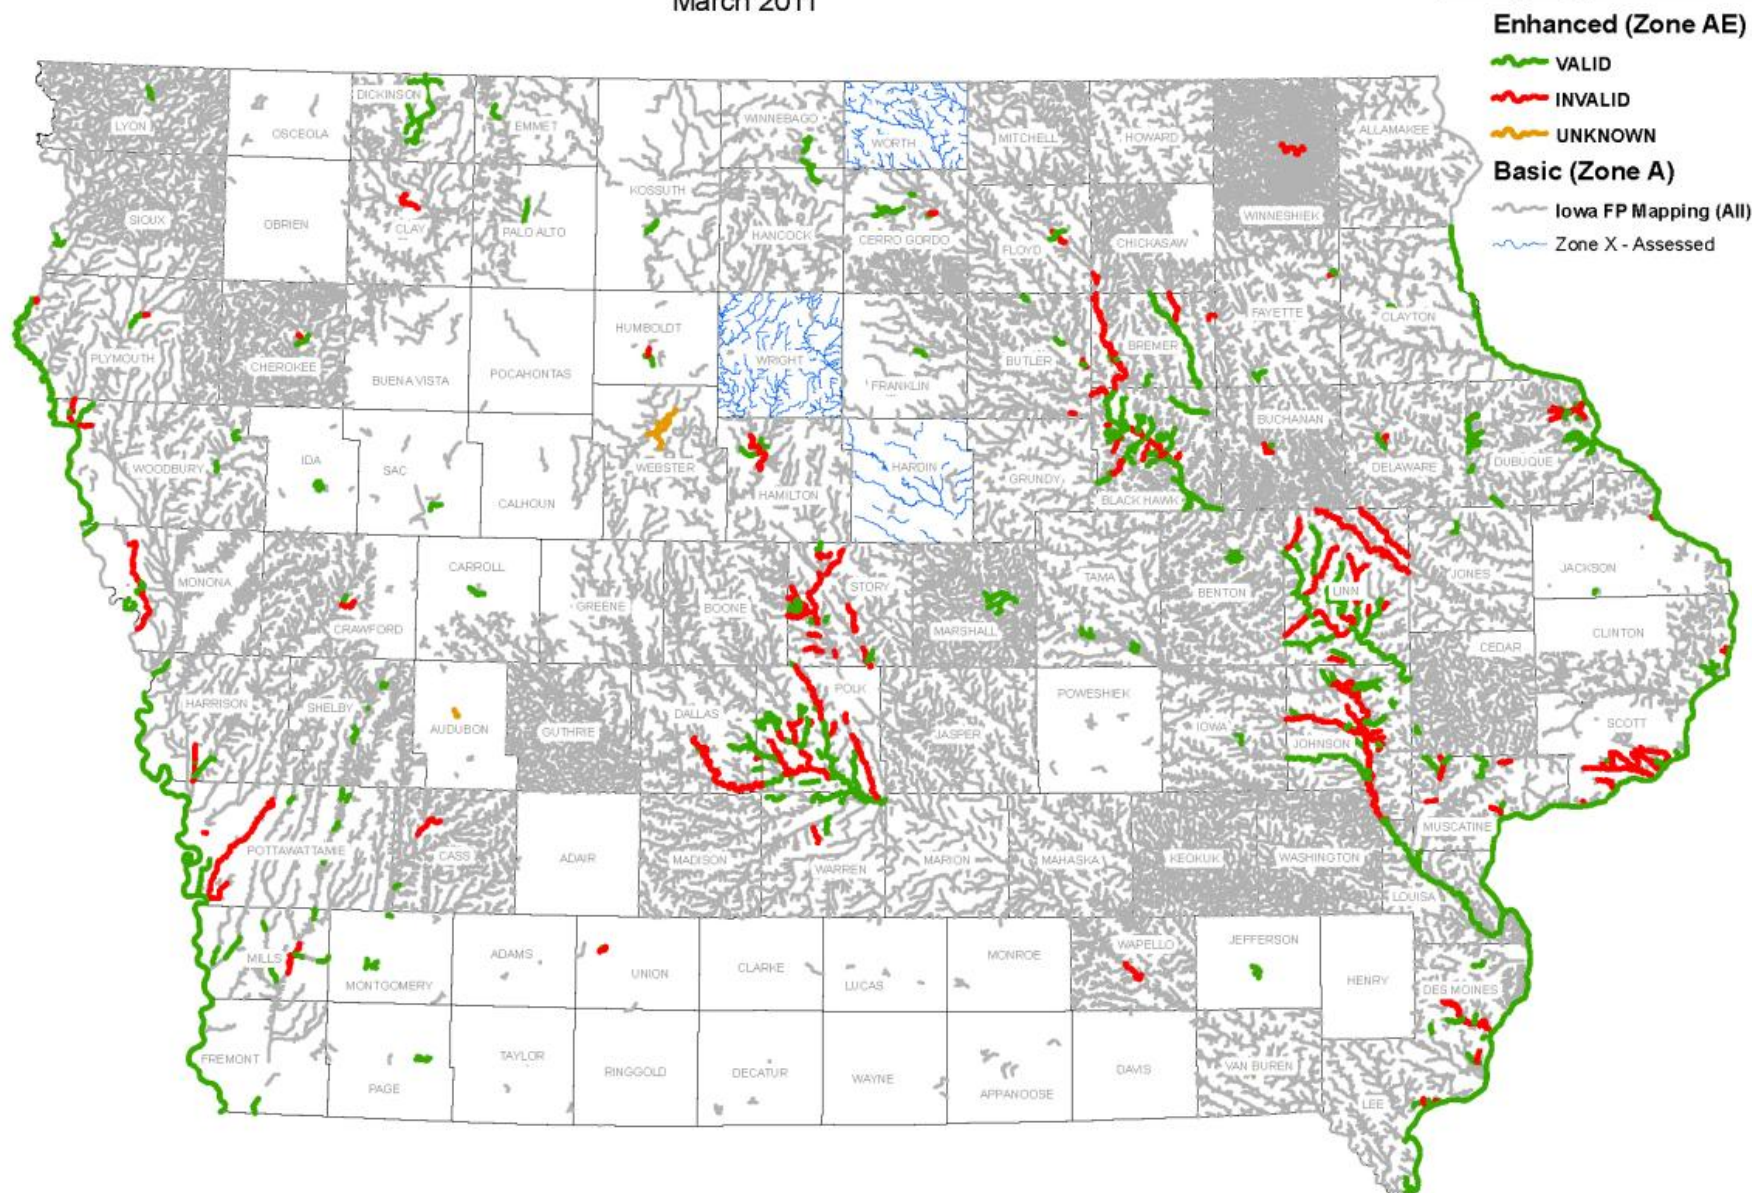 March 2011
Enhanced (Zone AE)
VALID
INVALID
UNKNOWN
Basic (Zone A)
Iowa FP Mapping (All)
Zone X - Assessed
LYON
OSCEOLA
DICKINSON
EMMET
WINNEBAGO
WORTH
MITCHELL
HOWARD
WINNESHIEK
ALLAMAKEE
SIOUX
OBRIEN
CLAY
PALO ALTO
KOSSUTH
HANCOCK
CERRO GORDO
FLOYD
CHICKASAW
PLYMOUTH
CHEROKEE
BUENA VISTA
POCAHONTAS
HUMBOLDT
WRIGHT
FRANKLIN
BUTLER
BREMER
FAYETTE
CLAYTON
WOODBURY
IDA
SAC
CALHOUN
WEBSTER
HAMILTON
HARDIN
GRUNDY
BLACK HAWK
BUCHANAN
DELAWARE
DUBUQUE
MONONA
CRAWFORD
CARROLL
GREENE
BOONE
STORY
MARSHALL
TAMA
BENTON
LINN
JONES
JACKSON
CLINTON
CEDAR
HARRISON
SHELBY
AUDUBON
GUTHRIE
DALLAS
POLK
JASPER
POWESHIEK
IOWA
JOHNSON
SCOTT
MUSCATINE
POTTAWATTAMIE
CASS
ADAIR
MADISON
WARREN
MARION
MAHASKA
KEOKUK
WASHINGTON
LOUISA
MILLS
MONTGOMERY
ADAMS
UNION
CLARKE
LUCAS
MONROE
WAPELLO
JEFFERSON
HENRY
DES MOINES
FREMONT
PAGE
TAYLOR
RINGGOLD
DECATUR
WAYNE
APPANOOSE
DAVIS
VAN BUREN
LEE